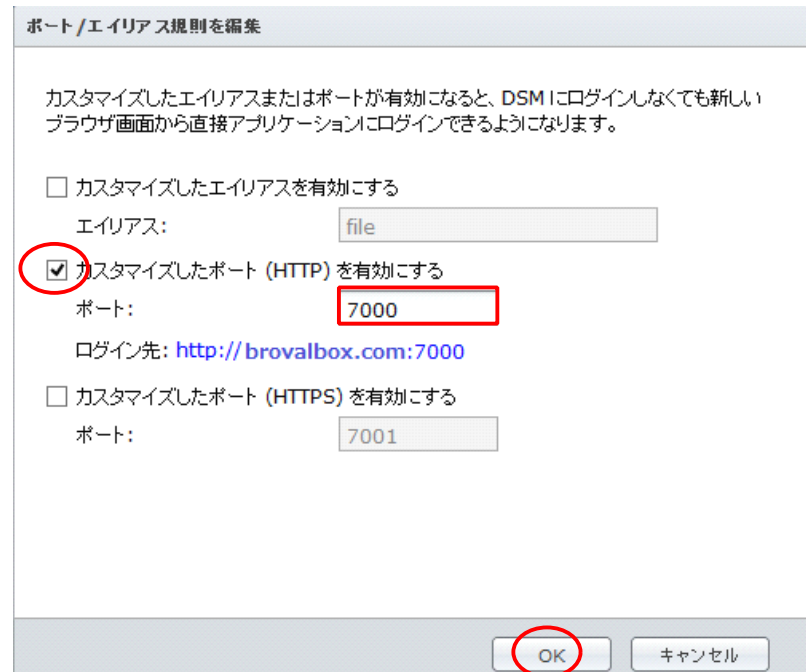 ポート/エイリアス規則を編集
カスタマイズしたエイリアスまたはポートが有効になると、DSMにログインしなくても新しい
ブラウザ画面から直接アプリケーションにログインできるようになります。
カスタマイズしたエイリアスを有効にする
エイリアス: file
カスタマイズしたポート (HTTP) を有効にする
ポート: 7000
ログイン先: http://brovalbox.com:7000
カスタマイズしたポート (HTTPS) を有効にする
ポート: 7001
OK キャンセル